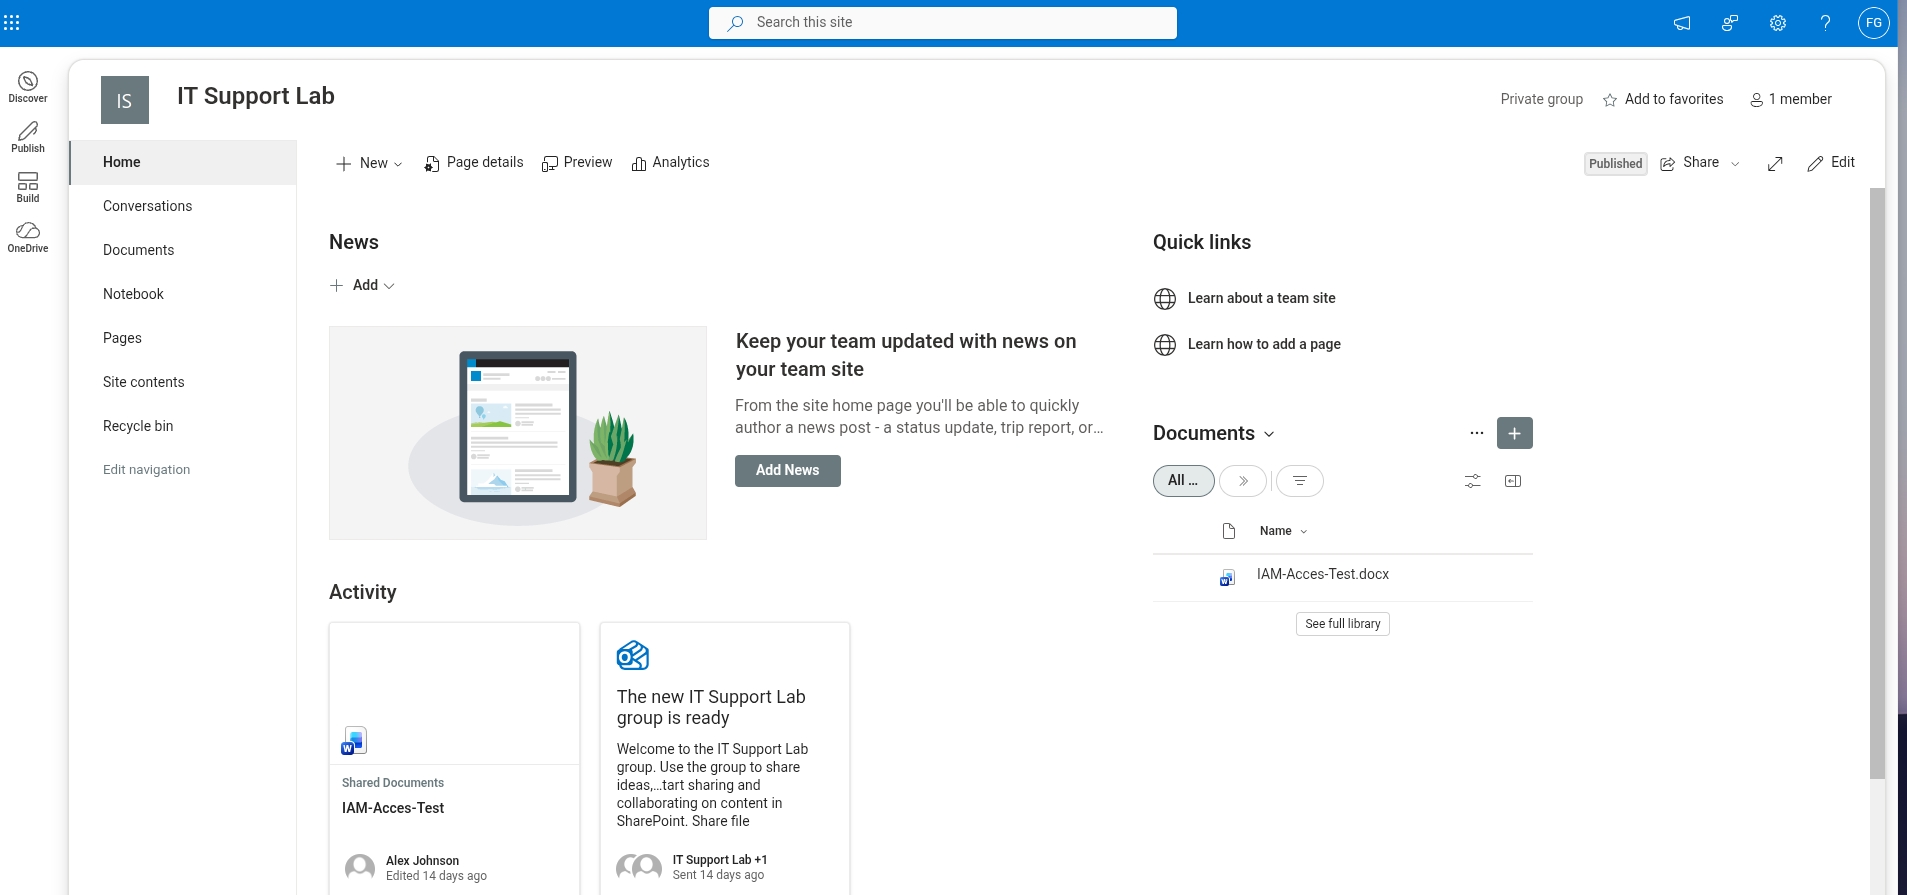 Search this site
FG
Discover
Publish
Build
OneDrive
IS
IT Support Lab
Private group
Add to favorites
1 member
Home
Conversations
Documents
Notebook
Pages
Site contents
Recycle bin
Edit navigation
New
Page details
Preview
Analytics
Published
Share
Edit
News
Add
Keep your team updated with news on
your team site
From the site home page you'll be able to quickly
author a news post - a status update, trip report, or...
Add News
Quick links
Learn about a team site
Learn how to add a page
Documents
All ...
Name
W
IAM-Acces-Test.docx
See full library
Activity
W
Shared Documents
IAM-Acces-Test
Alex Johnson
Edited 14 days ago
The new IT Support Lab
group is ready
Welcome to the IT Support Lab
group. Use the group to share
ideas,...tart sharing and
collaborating on content in
SharePoint. Share file
IT Support Lab +1
Sent 14 days ago